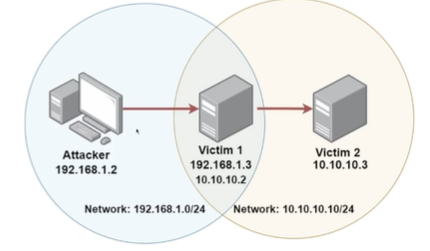 Attacker
192.168.1.2
Victim 1
192.168.1.3
10.10.10.2
Victim 2
10.10.10.3
Network: 192.168.1.0/24
Network: 10.10.10.10/24